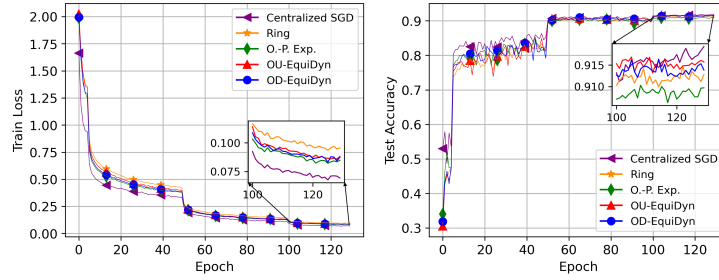 2.00
1.75
1.50
1.25
1.00
0.75
0.50
0.25
0.00
Train Loss
0 20 40 60 80 100 120
Epoch
Centralized SGD
Ring
O.-P. Exp.
OU-EquiDyn
OD-EquiDyn
0.100
0.075
100 120
0.9
0.8
0.7
0.6
0.5
0.4
0.3
Test Accuracy
0 20 40 60 80 100 120
Epoch
0.915
0.910
100 120
Centralized SGD
Ring
O.-P. Exp.
OU-EquiDyn
OD-EquiDyn